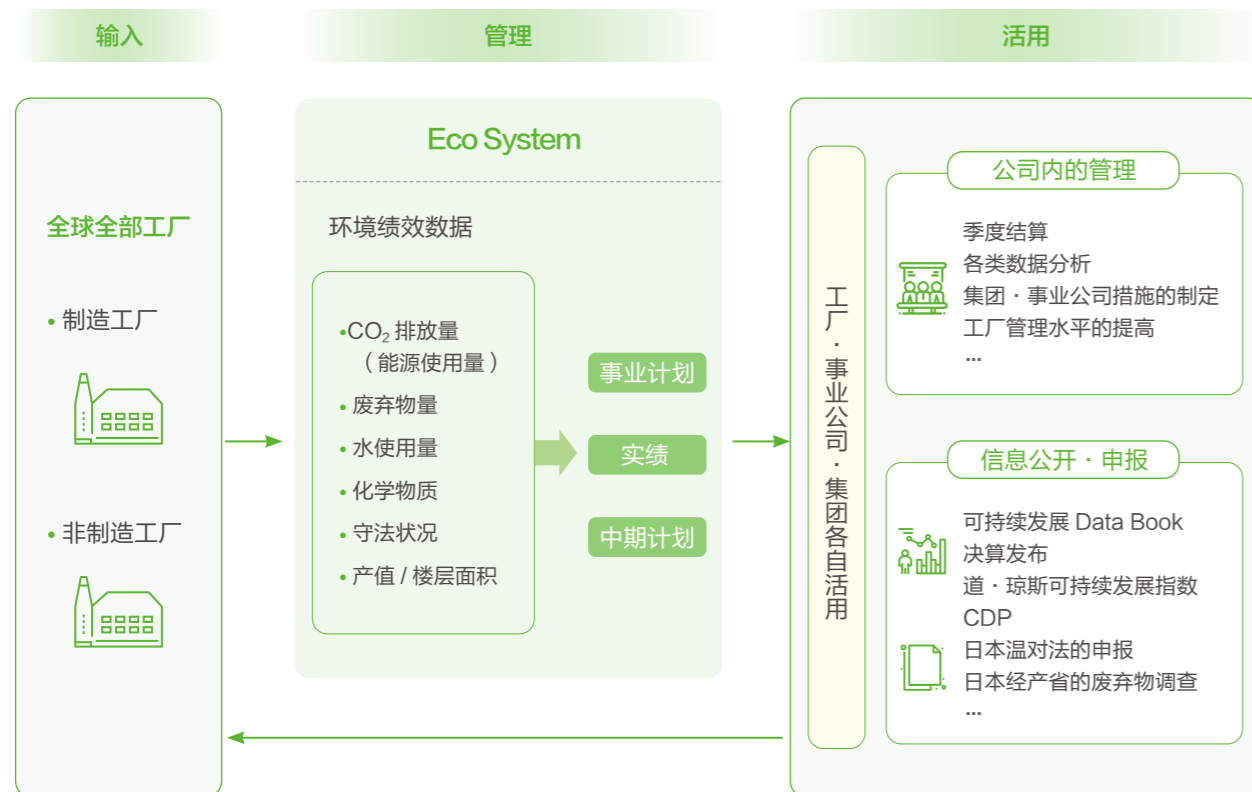 输入
管理
活用
全球全部工厂
• 制造工厂
• 非制造工厂
Eco System
环境绩效数据
•CO₂ 排放量
（能源使用量）
• 废弃物量
• 水使用量
• 化学物质
• 守法状况
• 产值 / 楼层面积
事业计划
实绩
中期计划
工厂·事业公司·集团各自活用
公司内的管理
季度结算
各类数据分析
集团 · 事业公司措施的制定
工厂管理水平的提高
...
信息公开 · 申报
可持续发展 Data Book
决算发布
道 · 琼斯可持续发展指数
CDP
日本温对法的申报
日本经产省的废弃物调查
...